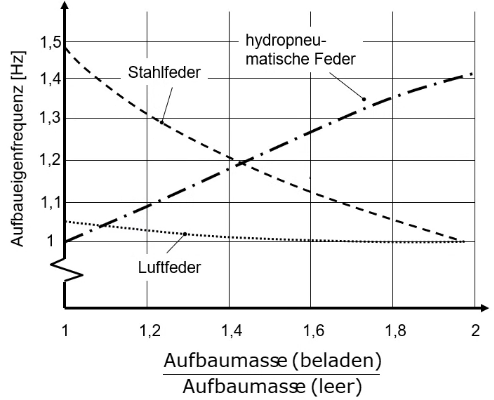 Aufbaueigenfrequenz [Hz]
1,5
1,4
1,3
1,2
1,1
1
hydropneu-
matische Feder
Stahlfeder
Luftfeder
1 1,2 1,4 1,6 1,8 2
Aufbaumasse (beladen)
Aufbaumasse (leer)